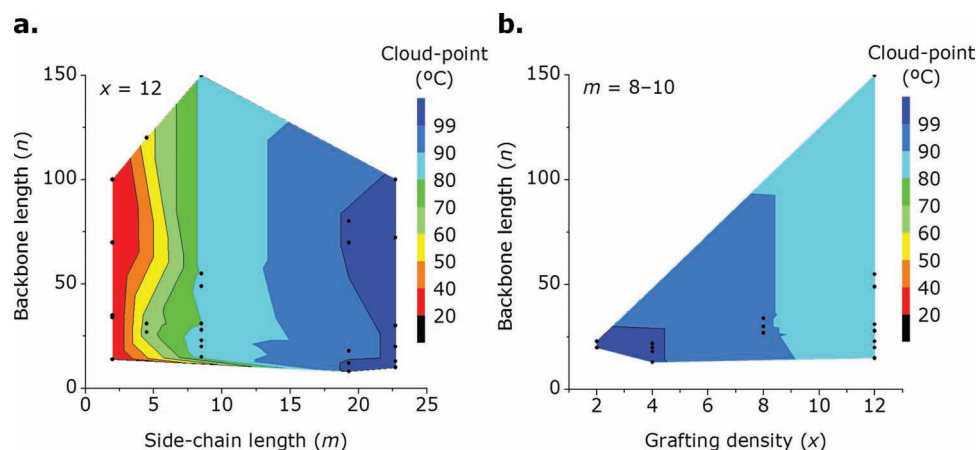 a.
Cloud-point
(ºC)
x = 12
150
100
50
0
Backbone length (n)
0 5 10 15 20 25
Side-chain length (m)
99
90
80
70
60
50
40
20
b.
Cloud-point
(ºC)
m = 8–10
150
100
50
0
Backbone length (n)
2 4 6 8 10 12
Grafting density (x)
99
90
80
70
60
50
40
20